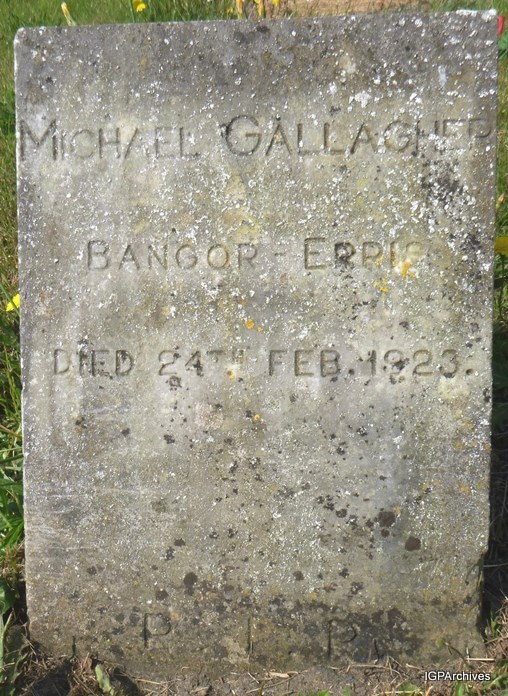 MICHAEL GALLAGHER
BANGOR - ERRIS
DIED 24TH FEB. 1923.
R. I. P.
IGPArchives